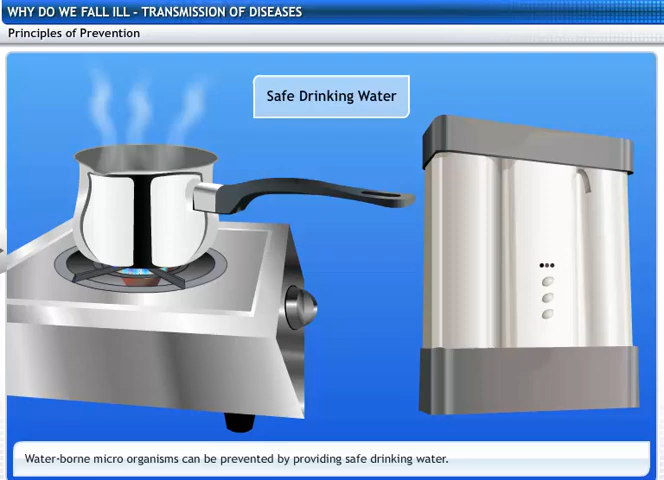 WHY DO WE FALL ILL - TRANSMISSION OF DISEASES
Principles of Prevention
Safe Drinking Water
Water-borne micro organisms can be prevented by providing safe drinking water.